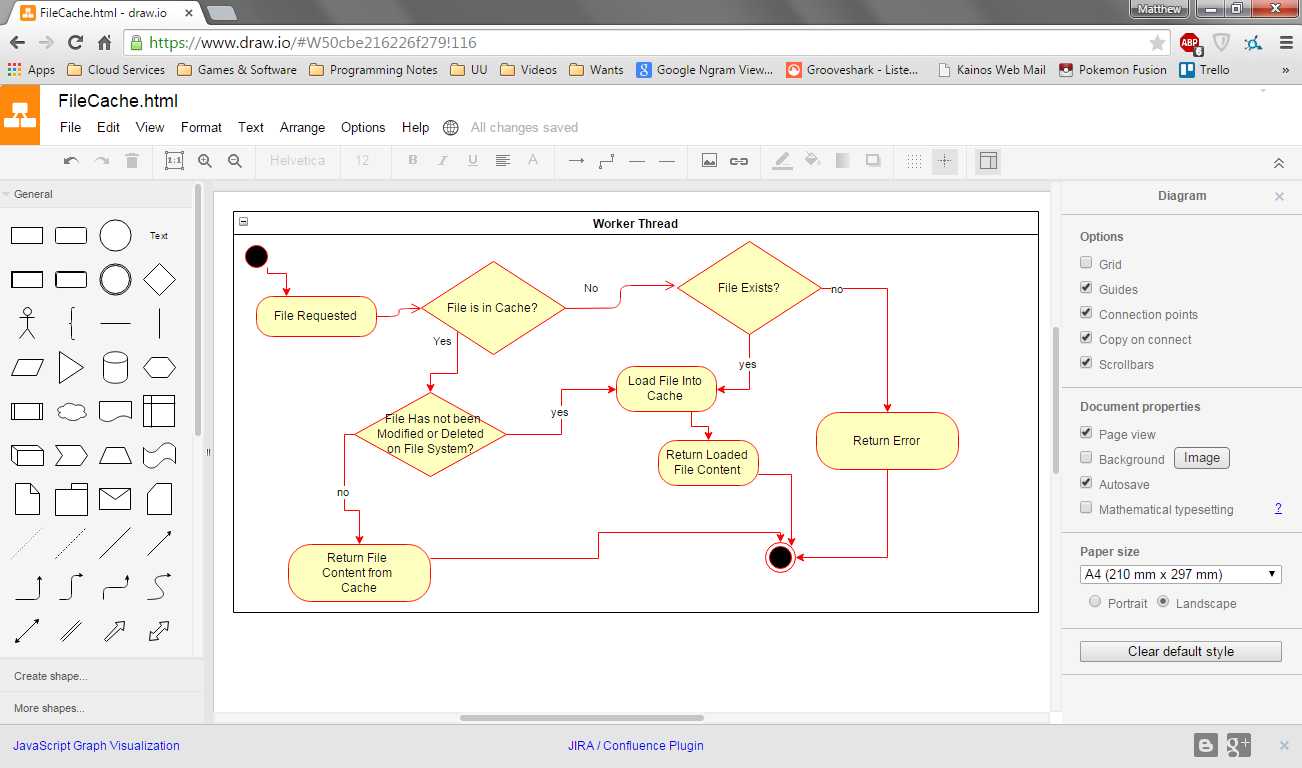 FileCache.html - draw.io
Matthew
https://www.draw.io/#W50cbe216226f279!116
ABP
6
Apps
Cloud Services
Games & Software
Programming Notes
UU
Videos
Wants
Google Ngram View...
Grooveshark - Liste...
Kainos Web Mail
Pokemon Fusion
Trello
»
FileCache.html
File Edit View Format Text Arrange Options Help All changes saved
1:1
Helvetica 12 B I U A
General
Diagram
Text
Worker Thread
File Requested
File is in Cache?
No
File Exists?
no
Yes
yes
Load File Into
Cache
File Has not been
Modified or Deleted
on File System?
yes
Return Error
Return Loaded
File Content
no
Return File
Content from
Cache
Options
Grid
Guides
Connection points
Copy on connect
Scrollbars
Document properties
Page view
Background Image
Autosave
Mathematical typesetting ?
Paper size
A4 (210 mm x 297 mm)
Portrait Landscape
Clear default style
Create shape...
More shapes...
JavaScript Graph Visualization
JIRA / Confluence Plugin
g+